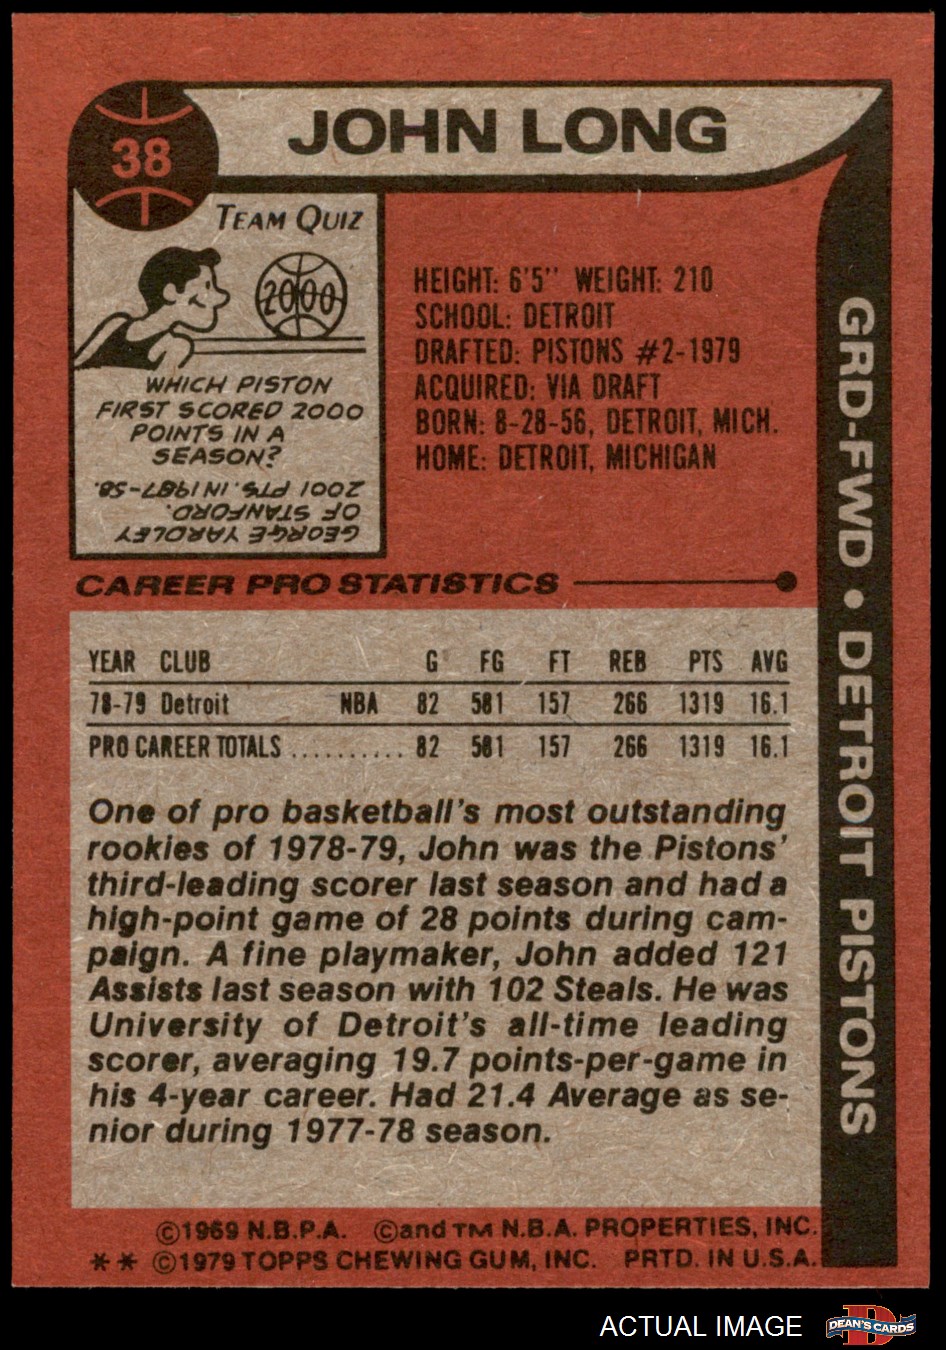 38
JOHN LONG
TEAM QUIZ
2000
WHICH PISTON
FIRST SCORED 2000
POINTS IN A
SEASON?
GEORGE YARDLEY
OF STANFORD.
2001 PTS. IN 1957-58.
HEIGHT: 6'5" WEIGHT: 210
SCHOOL: DETROIT
DRAFTED: PISTONS #2-1979
ACQUIRED: VIA DRAFT
BORN: 8-28-56, DETROIT, MICH.
HOME: DETROIT, MICHIGAN
GRD-FWD • DETROIT PISTONS
CAREER PRO STATISTICS
YEAR CLUB G FG FT REB PTS AVG
78-79 Detroit NBA 82 581 157 266 1319 16.1
PRO CAREER TOTALS .......... 82 581 157 266 1319 16.1
One of pro basketball's most outstanding
rookies of 1978-79, John was the Pistons'
third-leading scorer last season and had a
high-point game of 28 points during cam-
paign. A fine playmaker, John added 121
Assists last season with 102 Steals. He was
University of Detroit's all-time leading
scorer, averaging 19.7 points-per-game in
his 4-year career. Had 21.4 Average as se-
nior during 1977-78 season.
©1969 N.B.P.A. ©and TM N.B.A. PROPERTIES, INC.
** ©1979 TOPPS CHEWING GUM, INC. PRTD. IN U.S.A.
ACTUAL IMAGE
D
DEAN'S CARDS